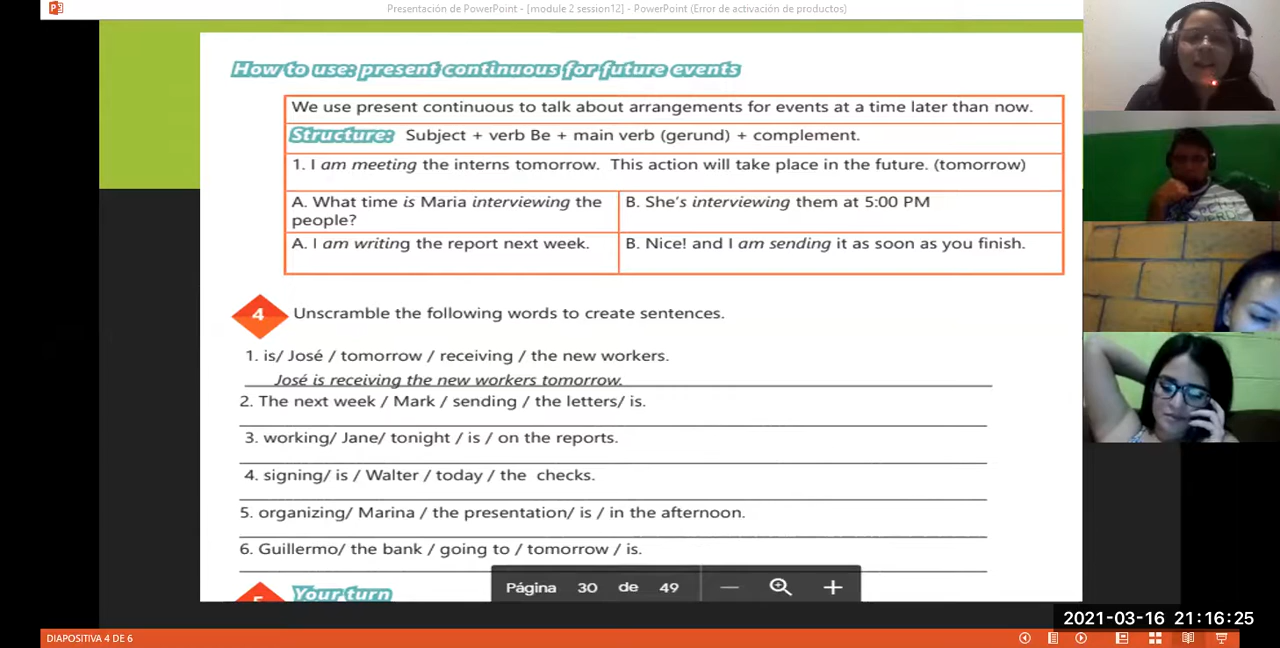 Presentación de PowerPoint - [module 2 session12] - PowerPoint (Error de activación de productos)
How to use: present continuous for future events
We use present continuous to talk about arrangements for events at a time later than now.
Structure: Subject + verb Be + main verb (gerund) + complement.
1. I am meeting the interns tomorrow. This action will take place in the future. (tomorrow)
A. What time is Maria interviewing the
people?
B. She's interviewing them at 5:00 PM
A. I am writing the report next week.
B. Nice! and I am sending it as soon as you finish.
4 Unscramble the following words to create sentences.
1. is/ José / tomorrow / receiving / the new workers.
José is receiving the new workers tomorrow.
2. The next week / Mark / sending / the letters/ is.
3. working/ Jane/ tonight / is / on the reports.
4. signing/ is / Walter / today / the checks.
5. organizing/ Marina / the presentation/ is / in the afternoon.
6. Guillermo/ the bank / going to / tomorrow / is.
5 Your turn
Página 30 de 49
2021-03-16 21:16:25
DIAPOSITIVA 4 DE 6